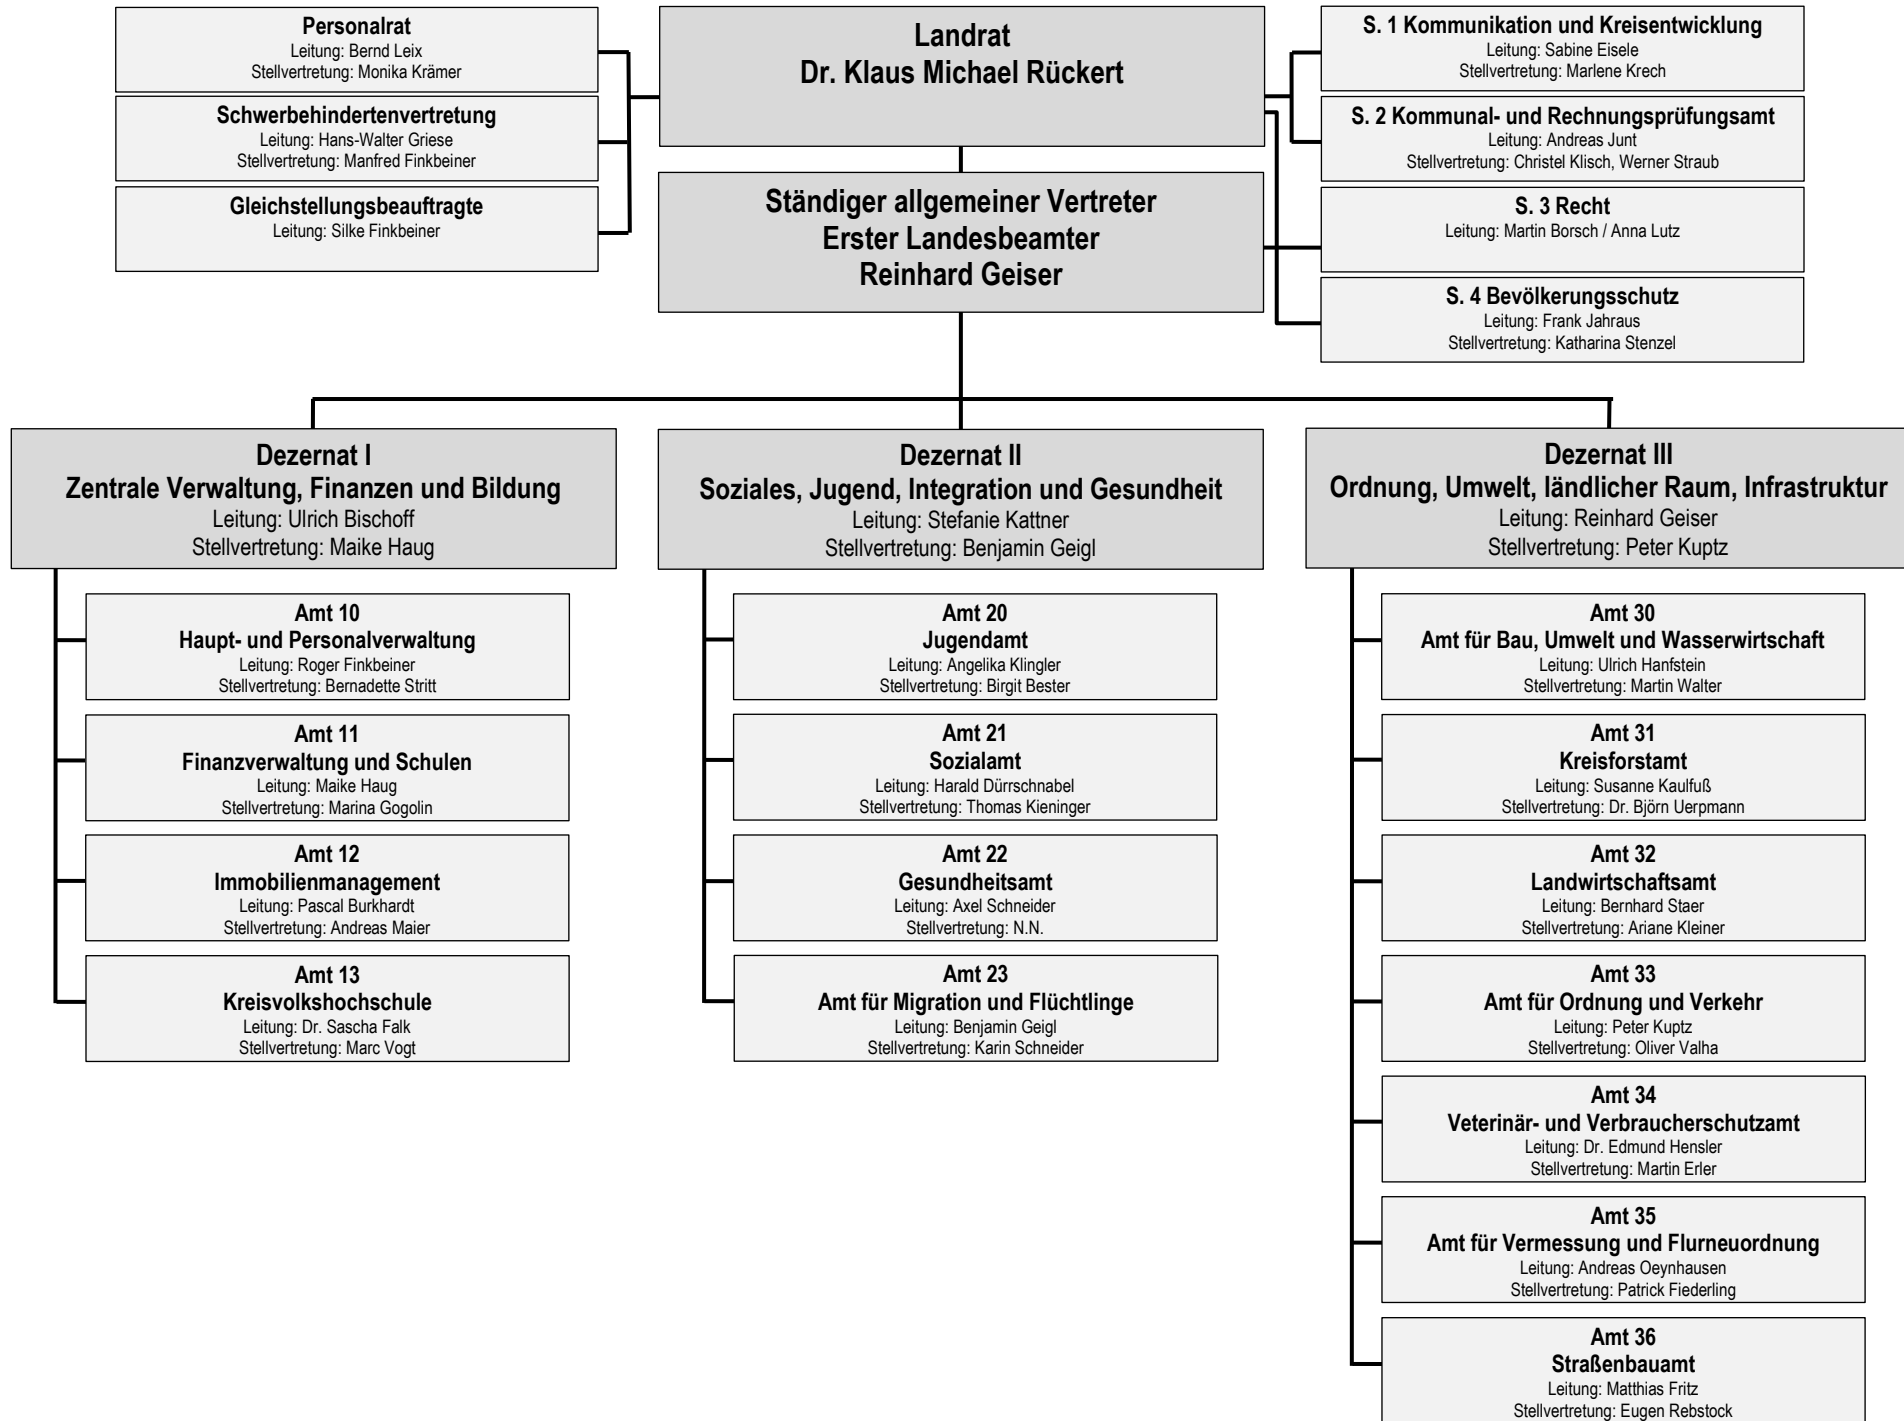 Personalrat
Leitung: Bernd Leix
Stellvertretung: Monika Krämer
Schwerbehindertenvertretung
Leitung: Hans-Walter Griese
Stellvertretung: Manfred Finkbeiner
Gleichstellungsbeauftragte
Leitung: Silke Finkbeiner
Landrat
Dr. Klaus Michael Rückert
Ständiger allgemeiner Vertreter
Erster Landesbeamter
Reinhard Geiser
S. 1 Kommunikation und Kreisentwicklung
Leitung: Sabine Eisele
Stellvertretung: Marlene Krech
S. 2 Kommunal- und Rechnungsprüfungsamt
Leitung: Andreas Junt
Stellvertretung: Christel Klisch, Werner Straub
S. 3 Recht
Leitung: Martin Borsch / Anna Lutz
S. 4 Bevölkerungsschutz
Leitung: Frank Jahraus
Stellvertretung: Katharina Stenzel
Dezernat I
Zentrale Verwaltung, Finanzen und Bildung
Leitung: Ulrich Bischoff
Stellvertretung: Maike Haug
Amt 10
Haupt- und Personalverwaltung
Leitung: Roger Finkbeiner
Stellvertretung: Bernadette Stritt
Amt 11
Finanzverwaltung und Schulen
Leitung: Maike Haug
Stellvertretung: Marina Gogolin
Amt 12
Immobilienmanagement
Leitung: Pascal Burkhardt
Stellvertretung: Andreas Maier
Amt 13
Kreisvolkshochschule
Leitung: Dr. Sascha Falk
Stellvertretung: Marc Vogt
Dezernat II
Soziales, Jugend, Integration und Gesundheit
Leitung: Stefanie Kattner
Stellvertretung: Benjamin Geigl
Amt 20
Jugendamt
Leitung: Angelika Klingler
Stellvertretung: Birgit Bester
Amt 21
Sozialamt
Leitung: Harald Dürrschnabel
Stellvertretung: Thomas Kieninger
Amt 22
Gesundheitsamt
Leitung: Axel Schneider
Stellvertretung: N.N.
Amt 23
Amt für Migration und Flüchtlinge
Leitung: Benjamin Geigl
Stellvertretung: Karin Schneider
Dezernat III
Ordnung, Umwelt, ländlicher Raum, Infrastruktur
Leitung: Reinhard Geiser
Stellvertretung: Peter Kuptz
Amt 30
Amt für Bau, Umwelt und Wasserwirtschaft
Leitung: Ulrich Hanfstein
Stellvertretung: Martin Walter
Amt 31
Kreisforstamt
Leitung: Susanne Kaulfuß
Stellvertretung: Dr. Björn Uerpmann
Amt 32
Landwirtschaftsamt
Leitung: Bernhard Staer
Stellvertretung: Ariane Kleiner
Amt 33
Amt für Ordnung und Verkehr
Leitung: Peter Kuptz
Stellvertretung: Oliver Valha
Amt 34
Veterinär- und Verbraucherschutzamt
Leitung: Dr. Edmund Hensler
Stellvertretung: Martin Erler
Amt 35
Amt für Vermessung und Flurneuordnung
Leitung: Andreas Oeynhausen
Stellvertretung: Patrick Fiederling
Amt 36
Straßenbauamt
Leitung: Matthias Fritz
Stellvertretung: Eugen Rebstock